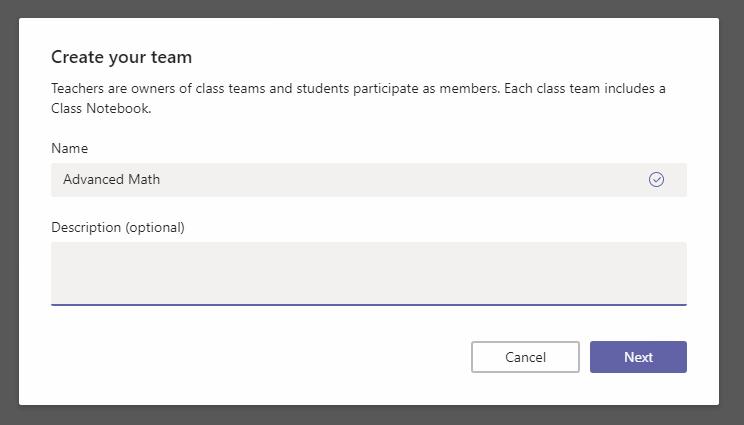 Create your team
Teachers are owners of class teams and students participate as members. Each class team includes a
Class Notebook.
Name
Advanced Math
Description (optional)
Cancel
Next